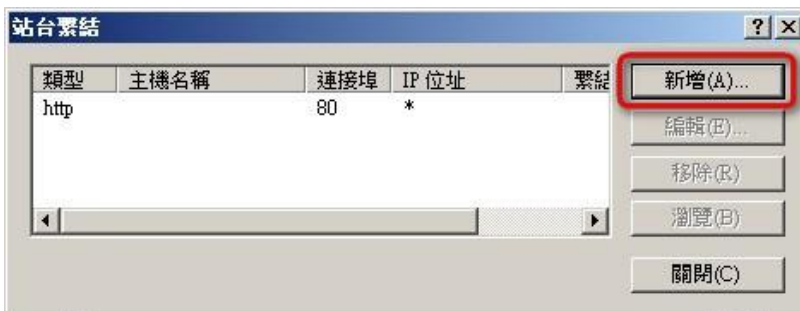 站台繫結
類型 主機名稱 連接埠 IP 位址 繫結
http 80 *
新增(A)...
編輯(E)...
移除(R)
瀏覽(B)
關閉(C)